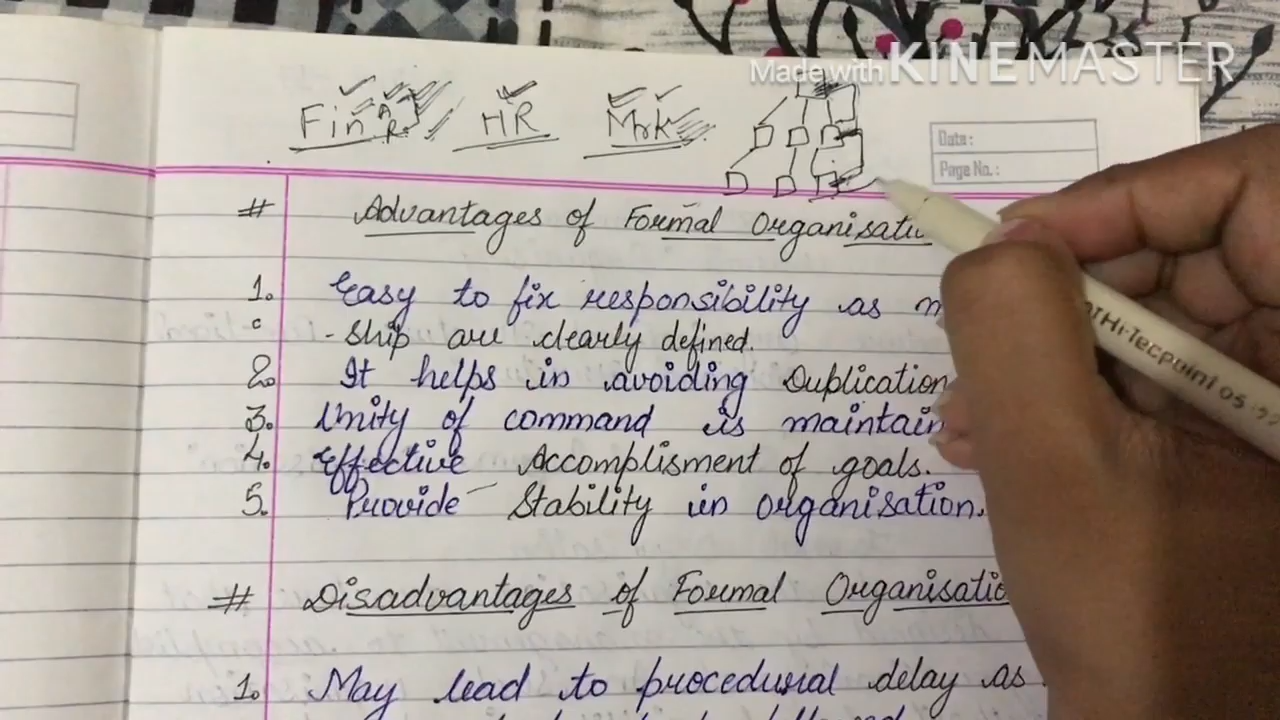 Made with KINEMASTER
Fin A R HR Mrk
Date :
Page No. :
# Advantages of Formal Organisati
1. Easy to fix responsibility as m
- ship are clearly defined.
2. It helps in avoiding Duplication
3. Unity of command is maintain
4. Effective Accomplisment of goals.
5. Provide Stability in organisation.
# Disadvantages of Formal Organisatio
1. May lead to procedural delay as